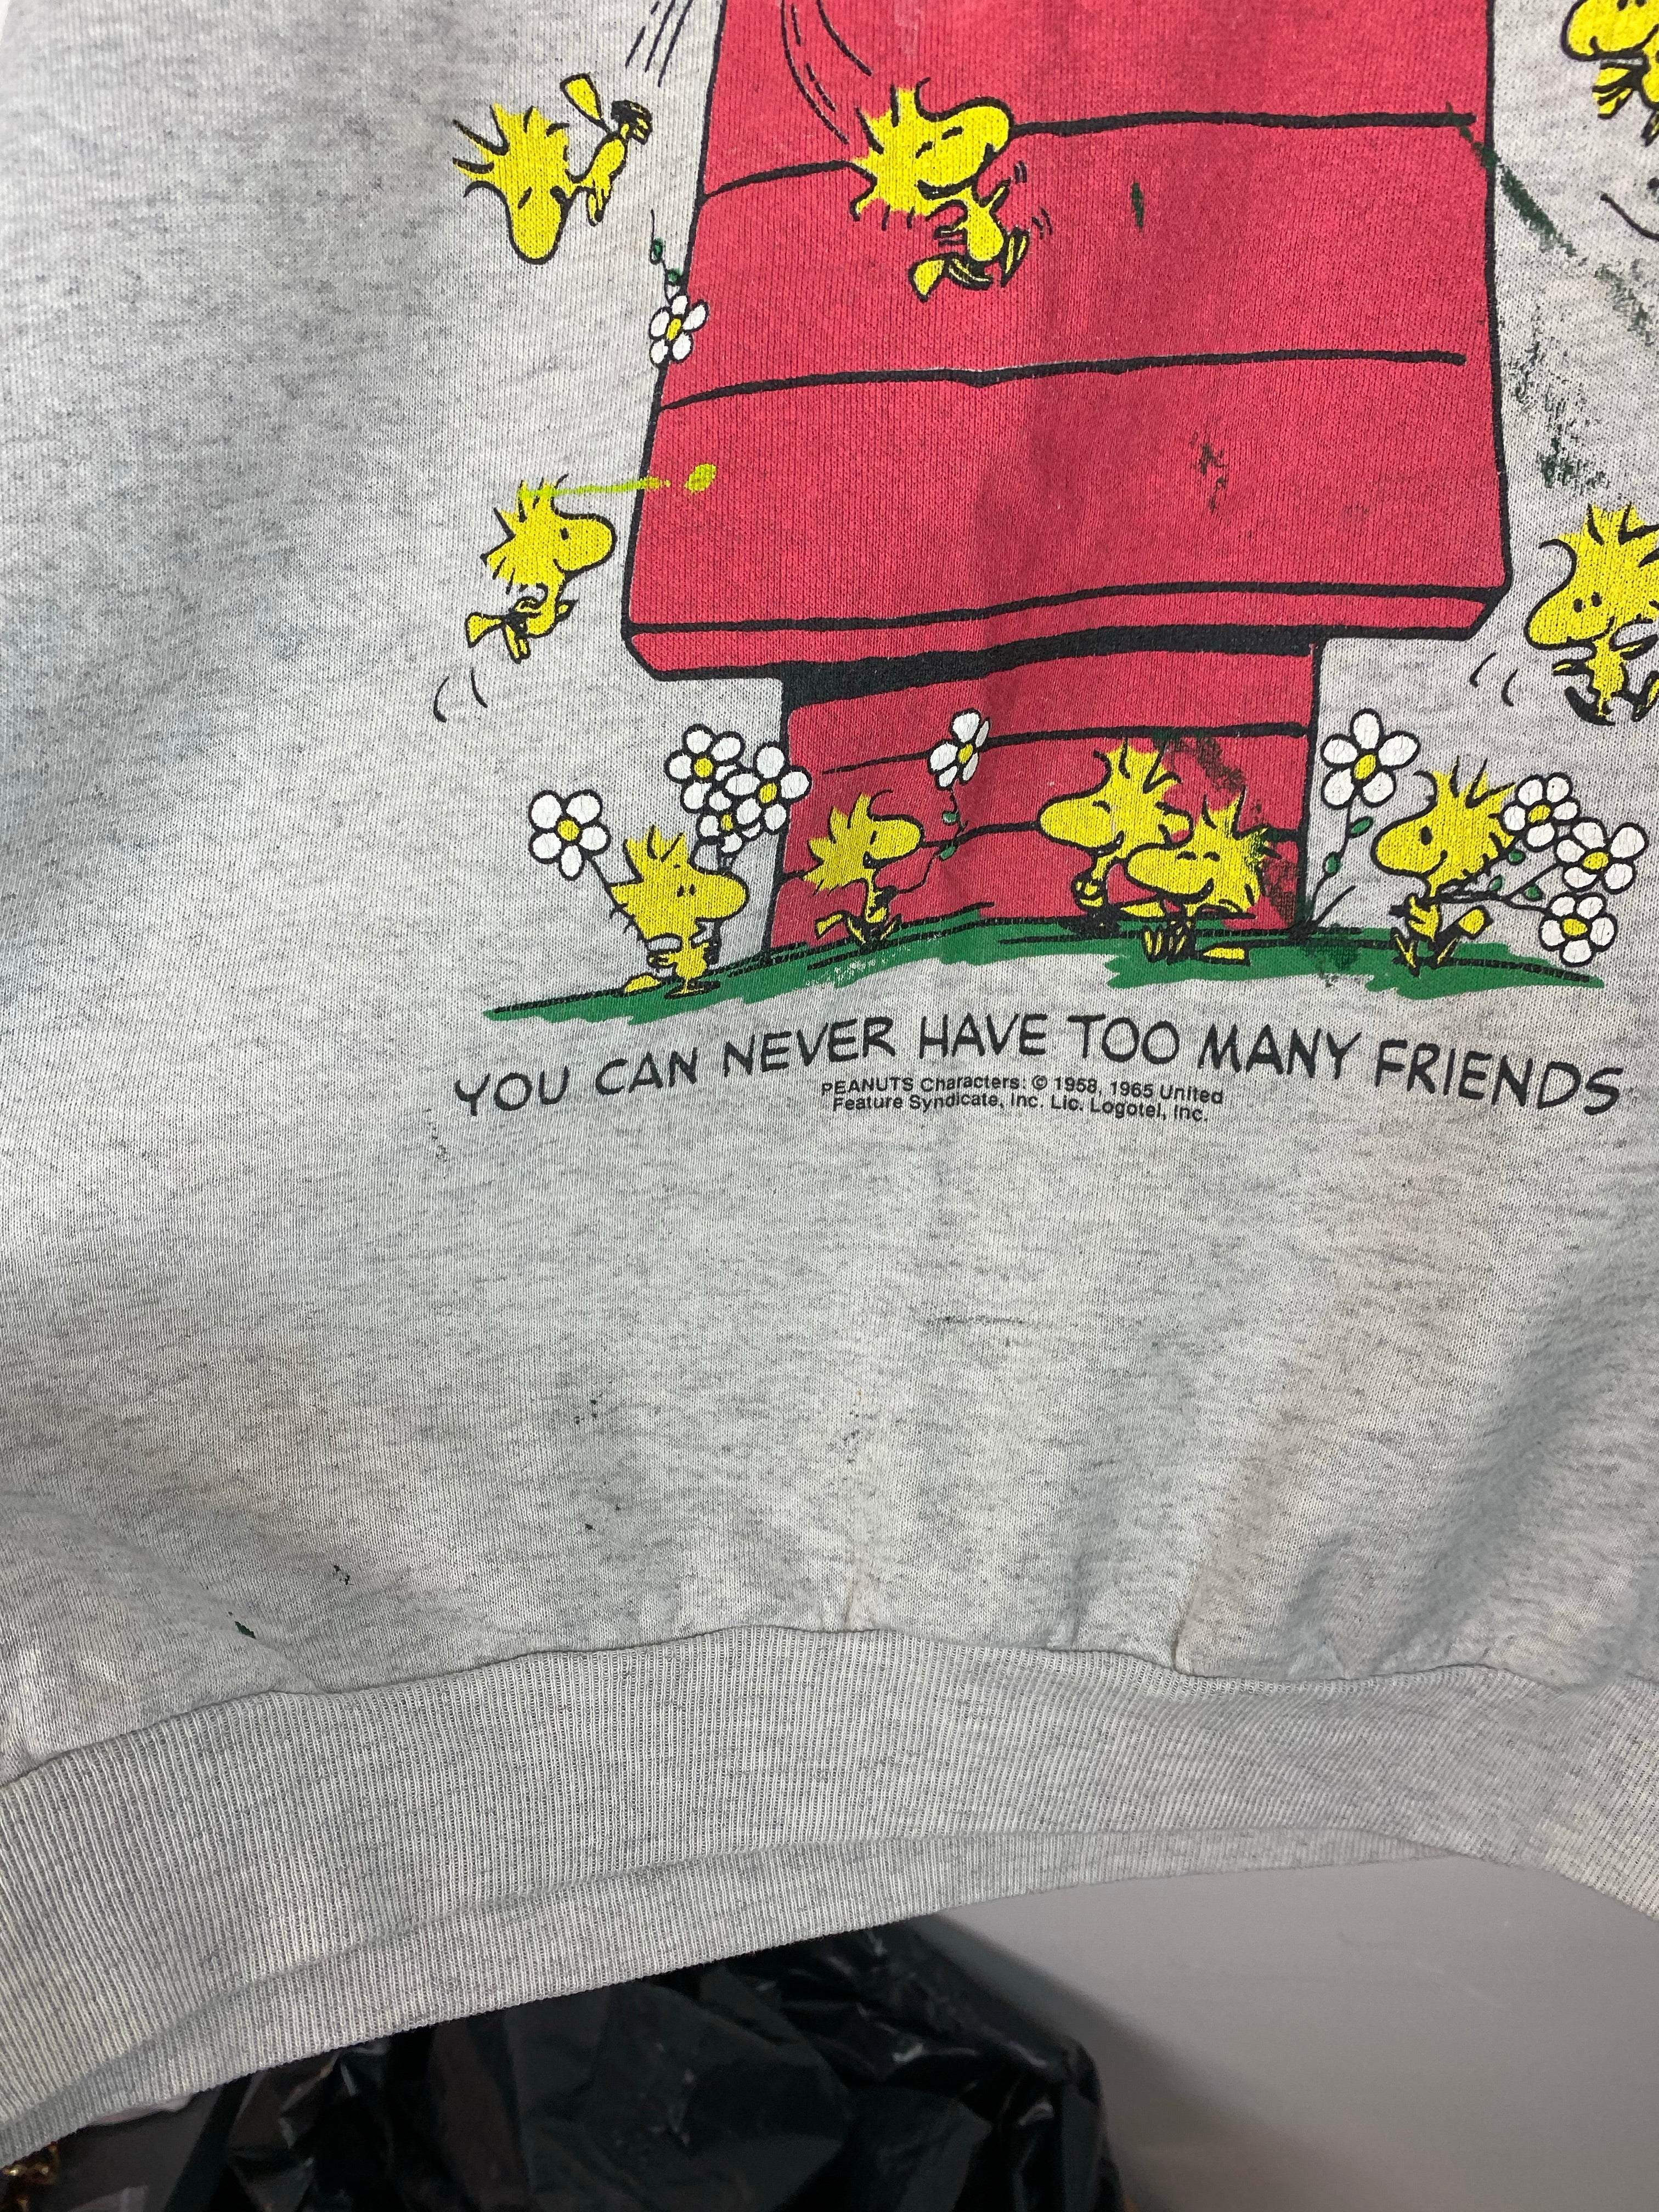 YOU CAN NEVER HAVE TOO MANY FRIENDS
PEANUTS Characters: © 1958, 1965 United
Feature Syndicate, Inc. Lic. Logotel, Inc.